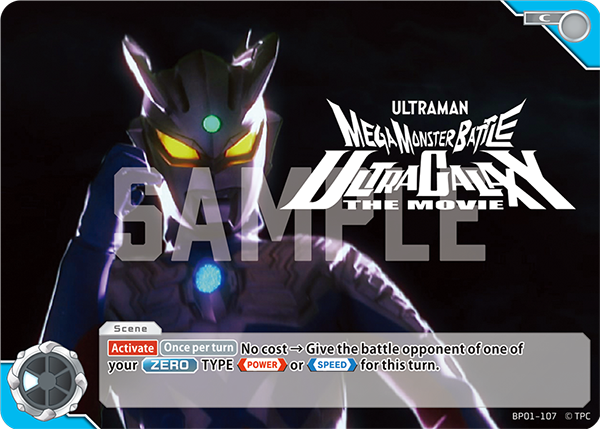 C
ULTRAMAN
MEGA MONSTER BATTLE
ULTRA GALAXY
THE MOVIE
SAMPLE
Scene
Activate Once per turn No cost → Give the battle opponent of one of
your ZERO TYPE POWER or SPEED for this turn.
BP01-107 © TPC